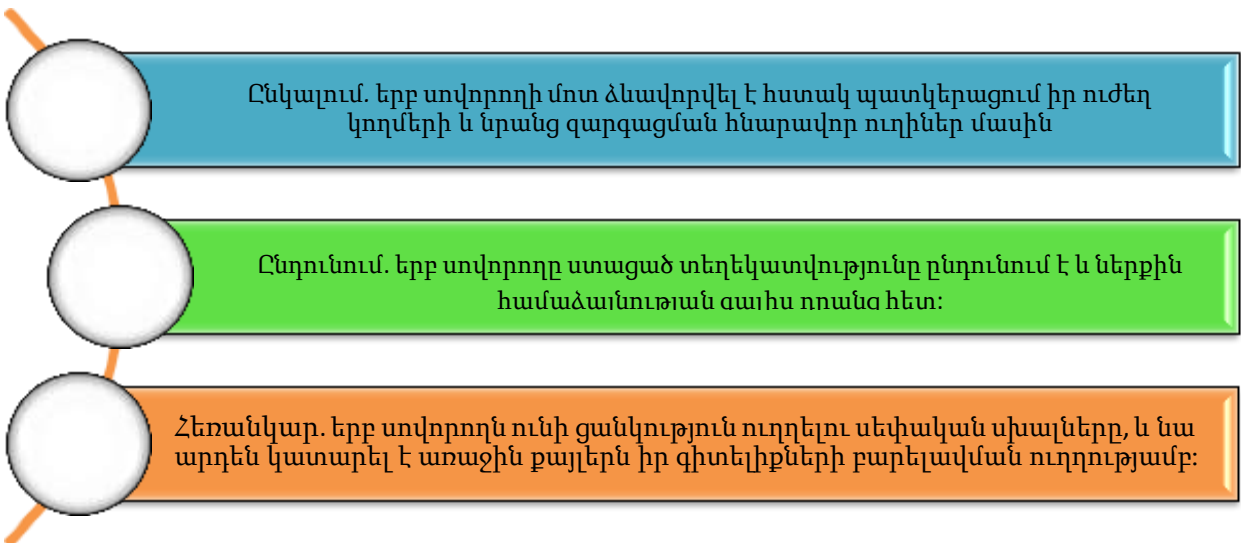 Ընկալում. երբ սովորողի մոտ ձևավորվել է հստակ պատկերացում իր ուժեղ
կողմերի և նրանց զարգացման հնարավոր ուղիներ մասին
Ընդունում. երբ սովորողը ստացած տեղեկատվությունը ընդունում է և ներքին
համաձայնության գալիս դրանց հետ:
Հեռանկար. երբ սովորողն ունի ցանկություն ուղղելու սեփական սխալները, և նա
արդեն կատարել է առաջին քայլերն իր գիտելիքների բարելավման ուղղությամբ: